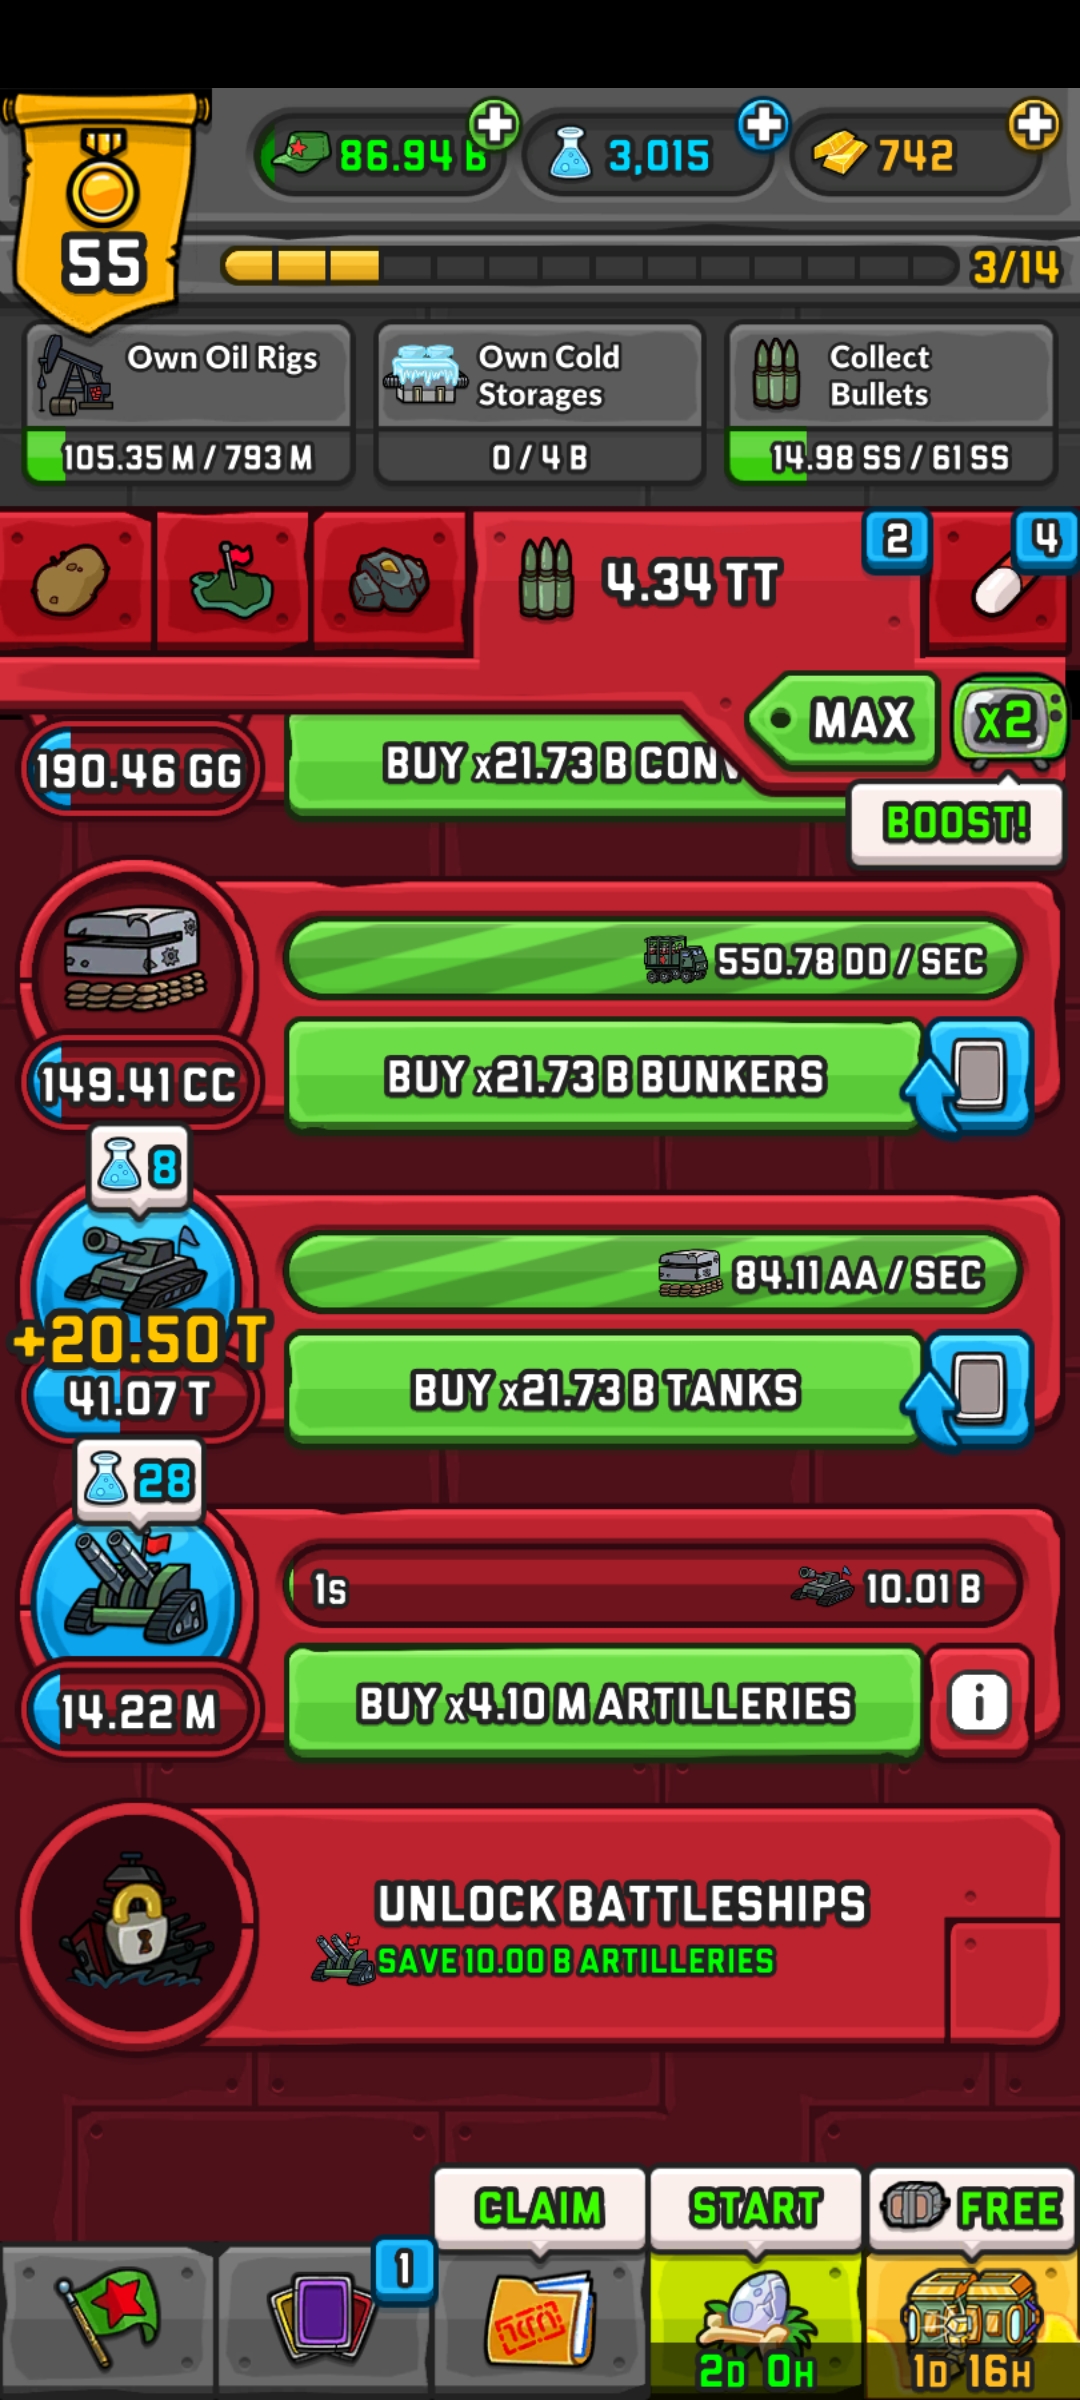 55
86.94 B
3,015
742
3/14
Own Oil Rigs
105.35 M / 793 M
Own Cold
Storages
0 / 4 B
Collect
Bullets
14.98 SS / 61 SS
4.34 TT
2
4
MAX
x2
BOOST!
190.46 GG
BUY x21.73 B CON
550.78 DD / SEC
149.41 CC
BUY x21.73 B BUNKERS
8
84.11 AA / SEC
+20.50 T
41.07 T
BUY x21.73 B TANKS
28
1s
10.01 B
14.22 M
BUY x4.10 M ARTILLERIES
i
UNLOCK BATTLESHIPS
SAVE 10.00 B ARTILLERIES
CLAIM
START
FREE
1
2D 0H
1D 16H